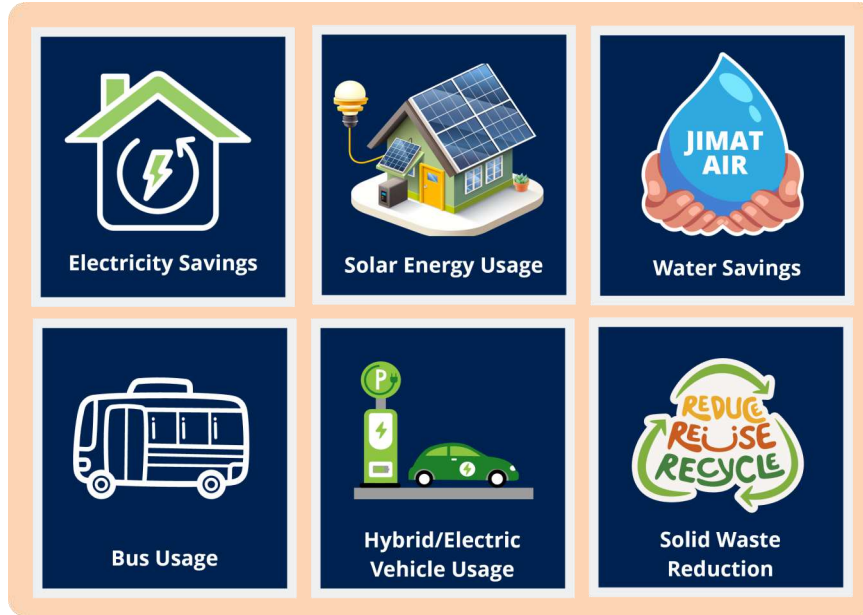 JIMAT
AIR
Electricity Savings
Solar Energy Usage
Water Savings
P
REDUCE
REUSE
RECYCLE
Bus Usage
Hybrid/Electric
Vehicle Usage
Solid Waste
Reduction